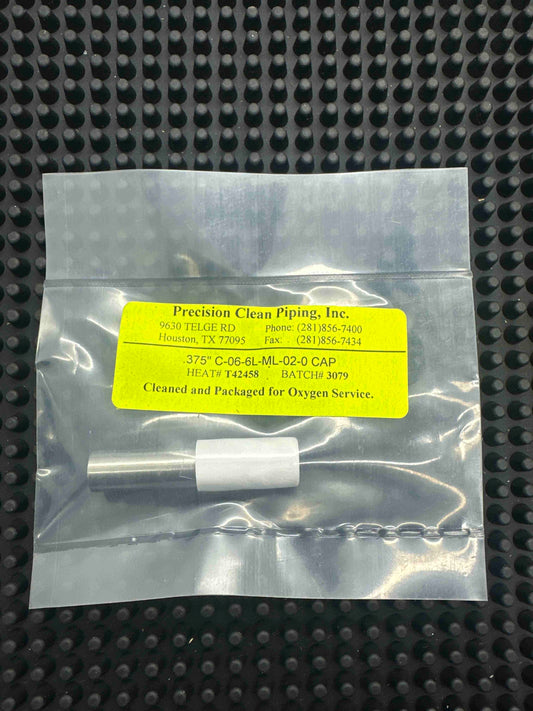 Precision Clean Piping, Inc.
9630 TELGE RD Phone: (281)856-7400
Houston, TX 77095 Fax: (281)856-7434
.375" C-06-6L-ML-02-0 CAP
HEAT# T42458 BATCH# 3079
Cleaned and Packaged for Oxygen Service.